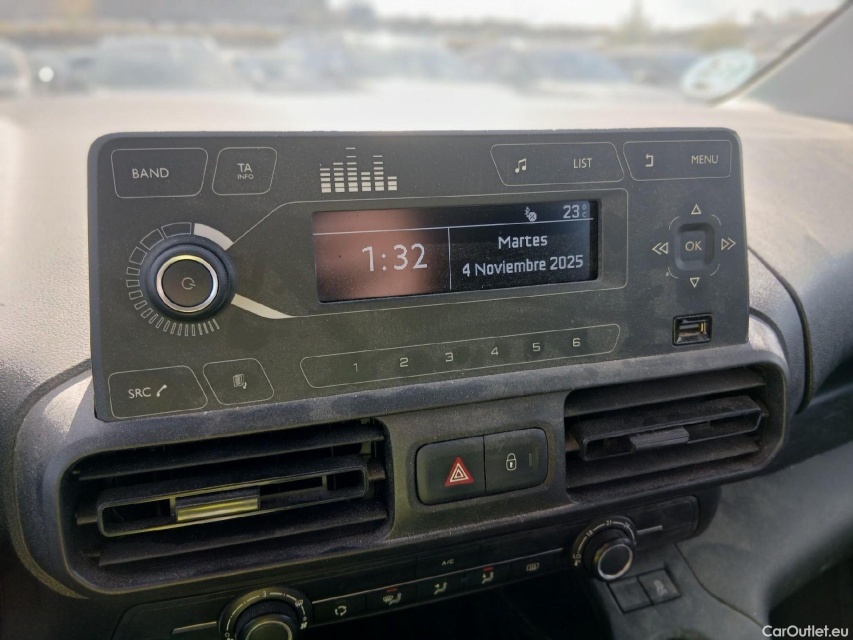 BAND
TA
INFO
LIST
MENU
23°C
1:32
Martes
4 Noviembre 2025
OK
1 2 3 4 5 6
SRC
A/C
CarOutlet.eu